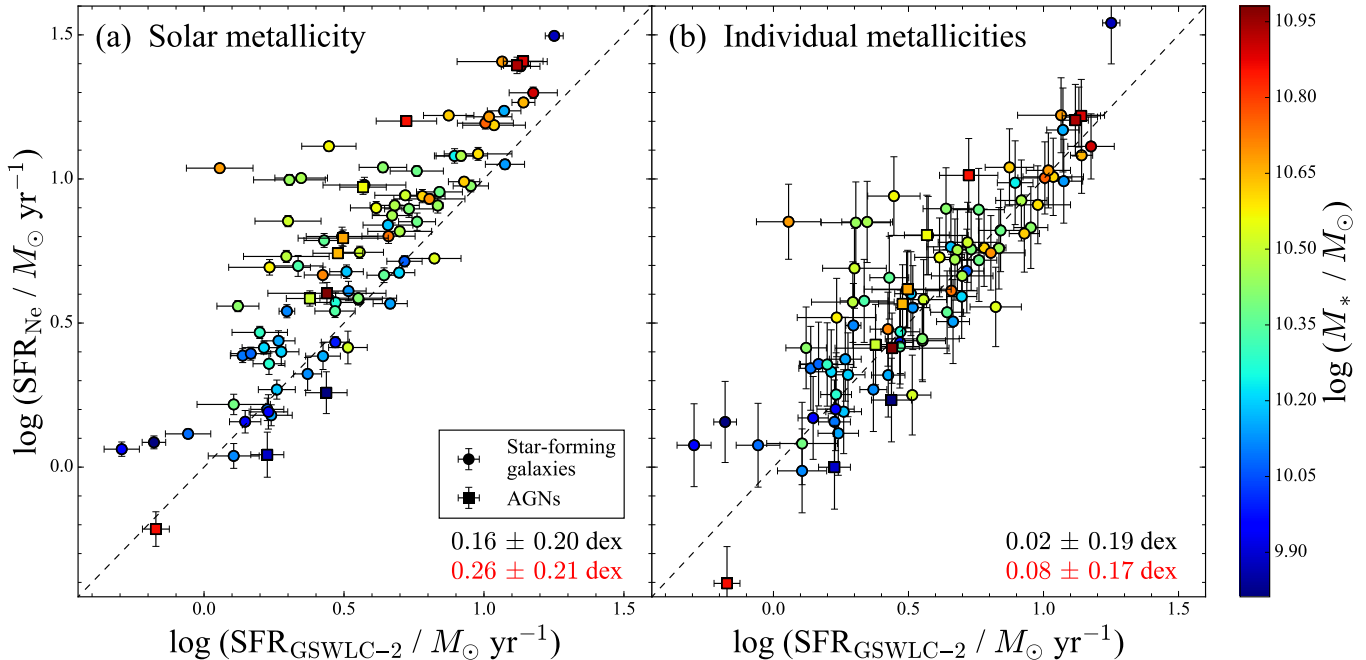 (a) Solar metallicity
(b) Individual metallicities
log (SFR_Ne / M_⊙ yr⁻¹)
1.5
1.0
0.5
0.0
Star-forming
galaxies
AGNs
0.16 ± 0.20 dex
0.26 ± 0.21 dex
0.02 ± 0.19 dex
0.08 ± 0.17 dex
0.0 0.5 1.0 1.5
0.0 0.5 1.0 1.5
log (SFR_GSWLC−2 / M_⊙ yr⁻¹)
log (SFR_GSWLC−2 / M_⊙ yr⁻¹)
10.95
10.80
10.65
10.50
10.35
10.20
10.05
9.90
log (M_* / M_⊙)